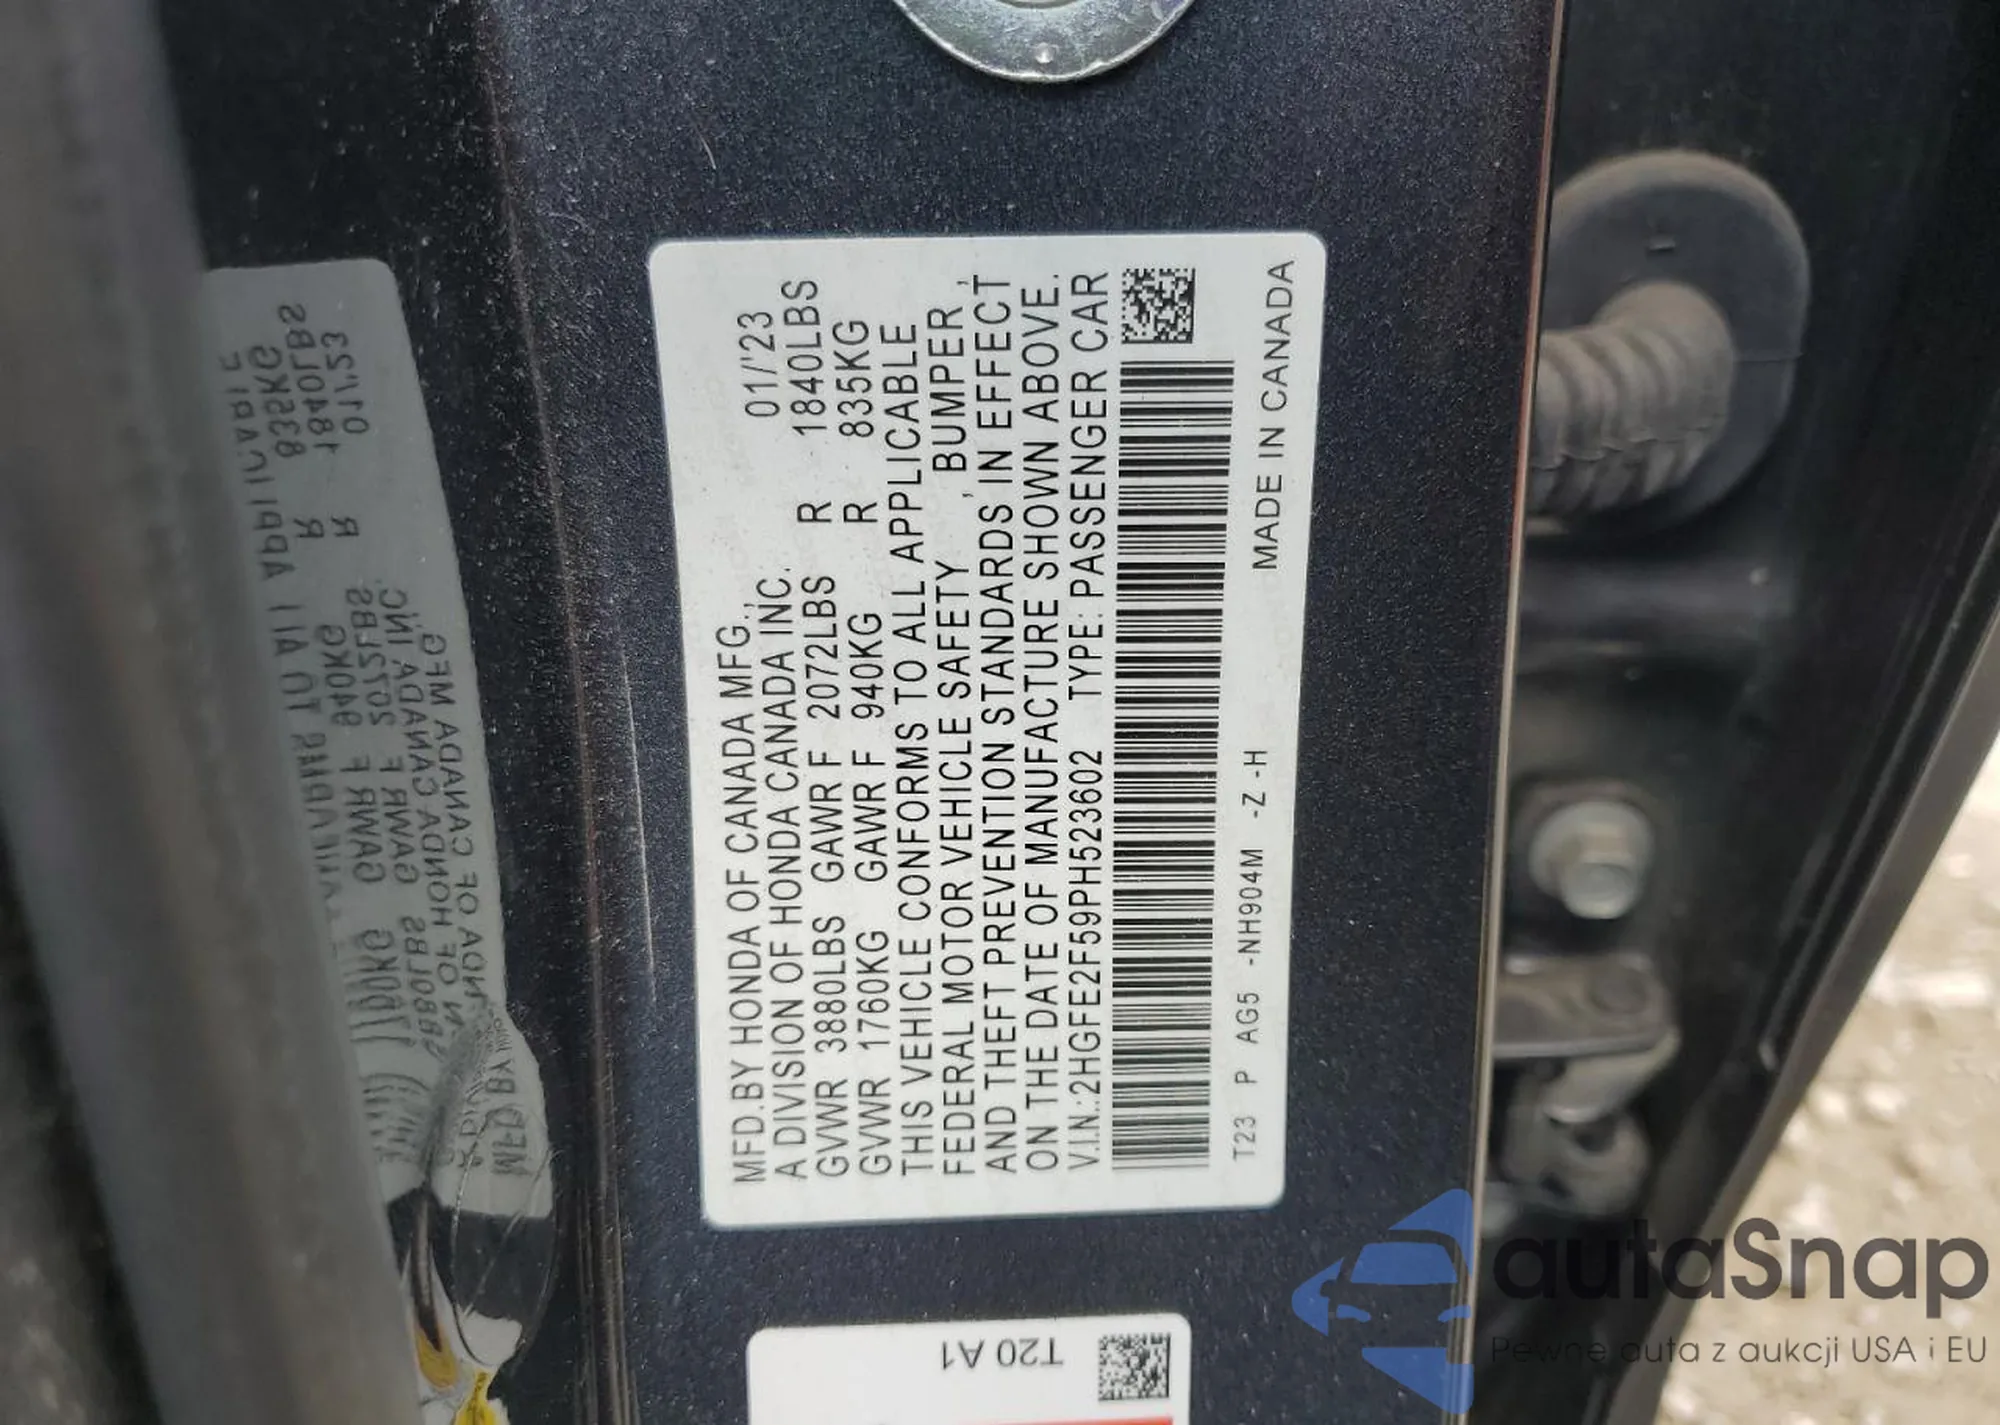 MFD.BY HONDA OF CANADA MFG.,
A DIVISION OF HONDA CANADA INC. 01/'23
GVWR 3880LBS GAWR F 2072LBS R 1840LBS
GVWR 1760KG GAWR F 940KG R 835KG
THIS VEHICLE CONFORMS TO ALL APPLICABLE
FEDERAL MOTOR VEHICLE SAFETY, BUMPER,
AND THEFT PREVENTION STANDARDS IN EFFECT
ON THE DATE OF MANUFACTURE SHOWN ABOVE.
V.I.N.:2HGFE2F59PH523602 TYPE: PASSENGER CAR
T23 P AG5 -NH904M -Z -H MADE IN CANADA
T20 A1
autaSnap
Pewne auta z aukcji USA i EU